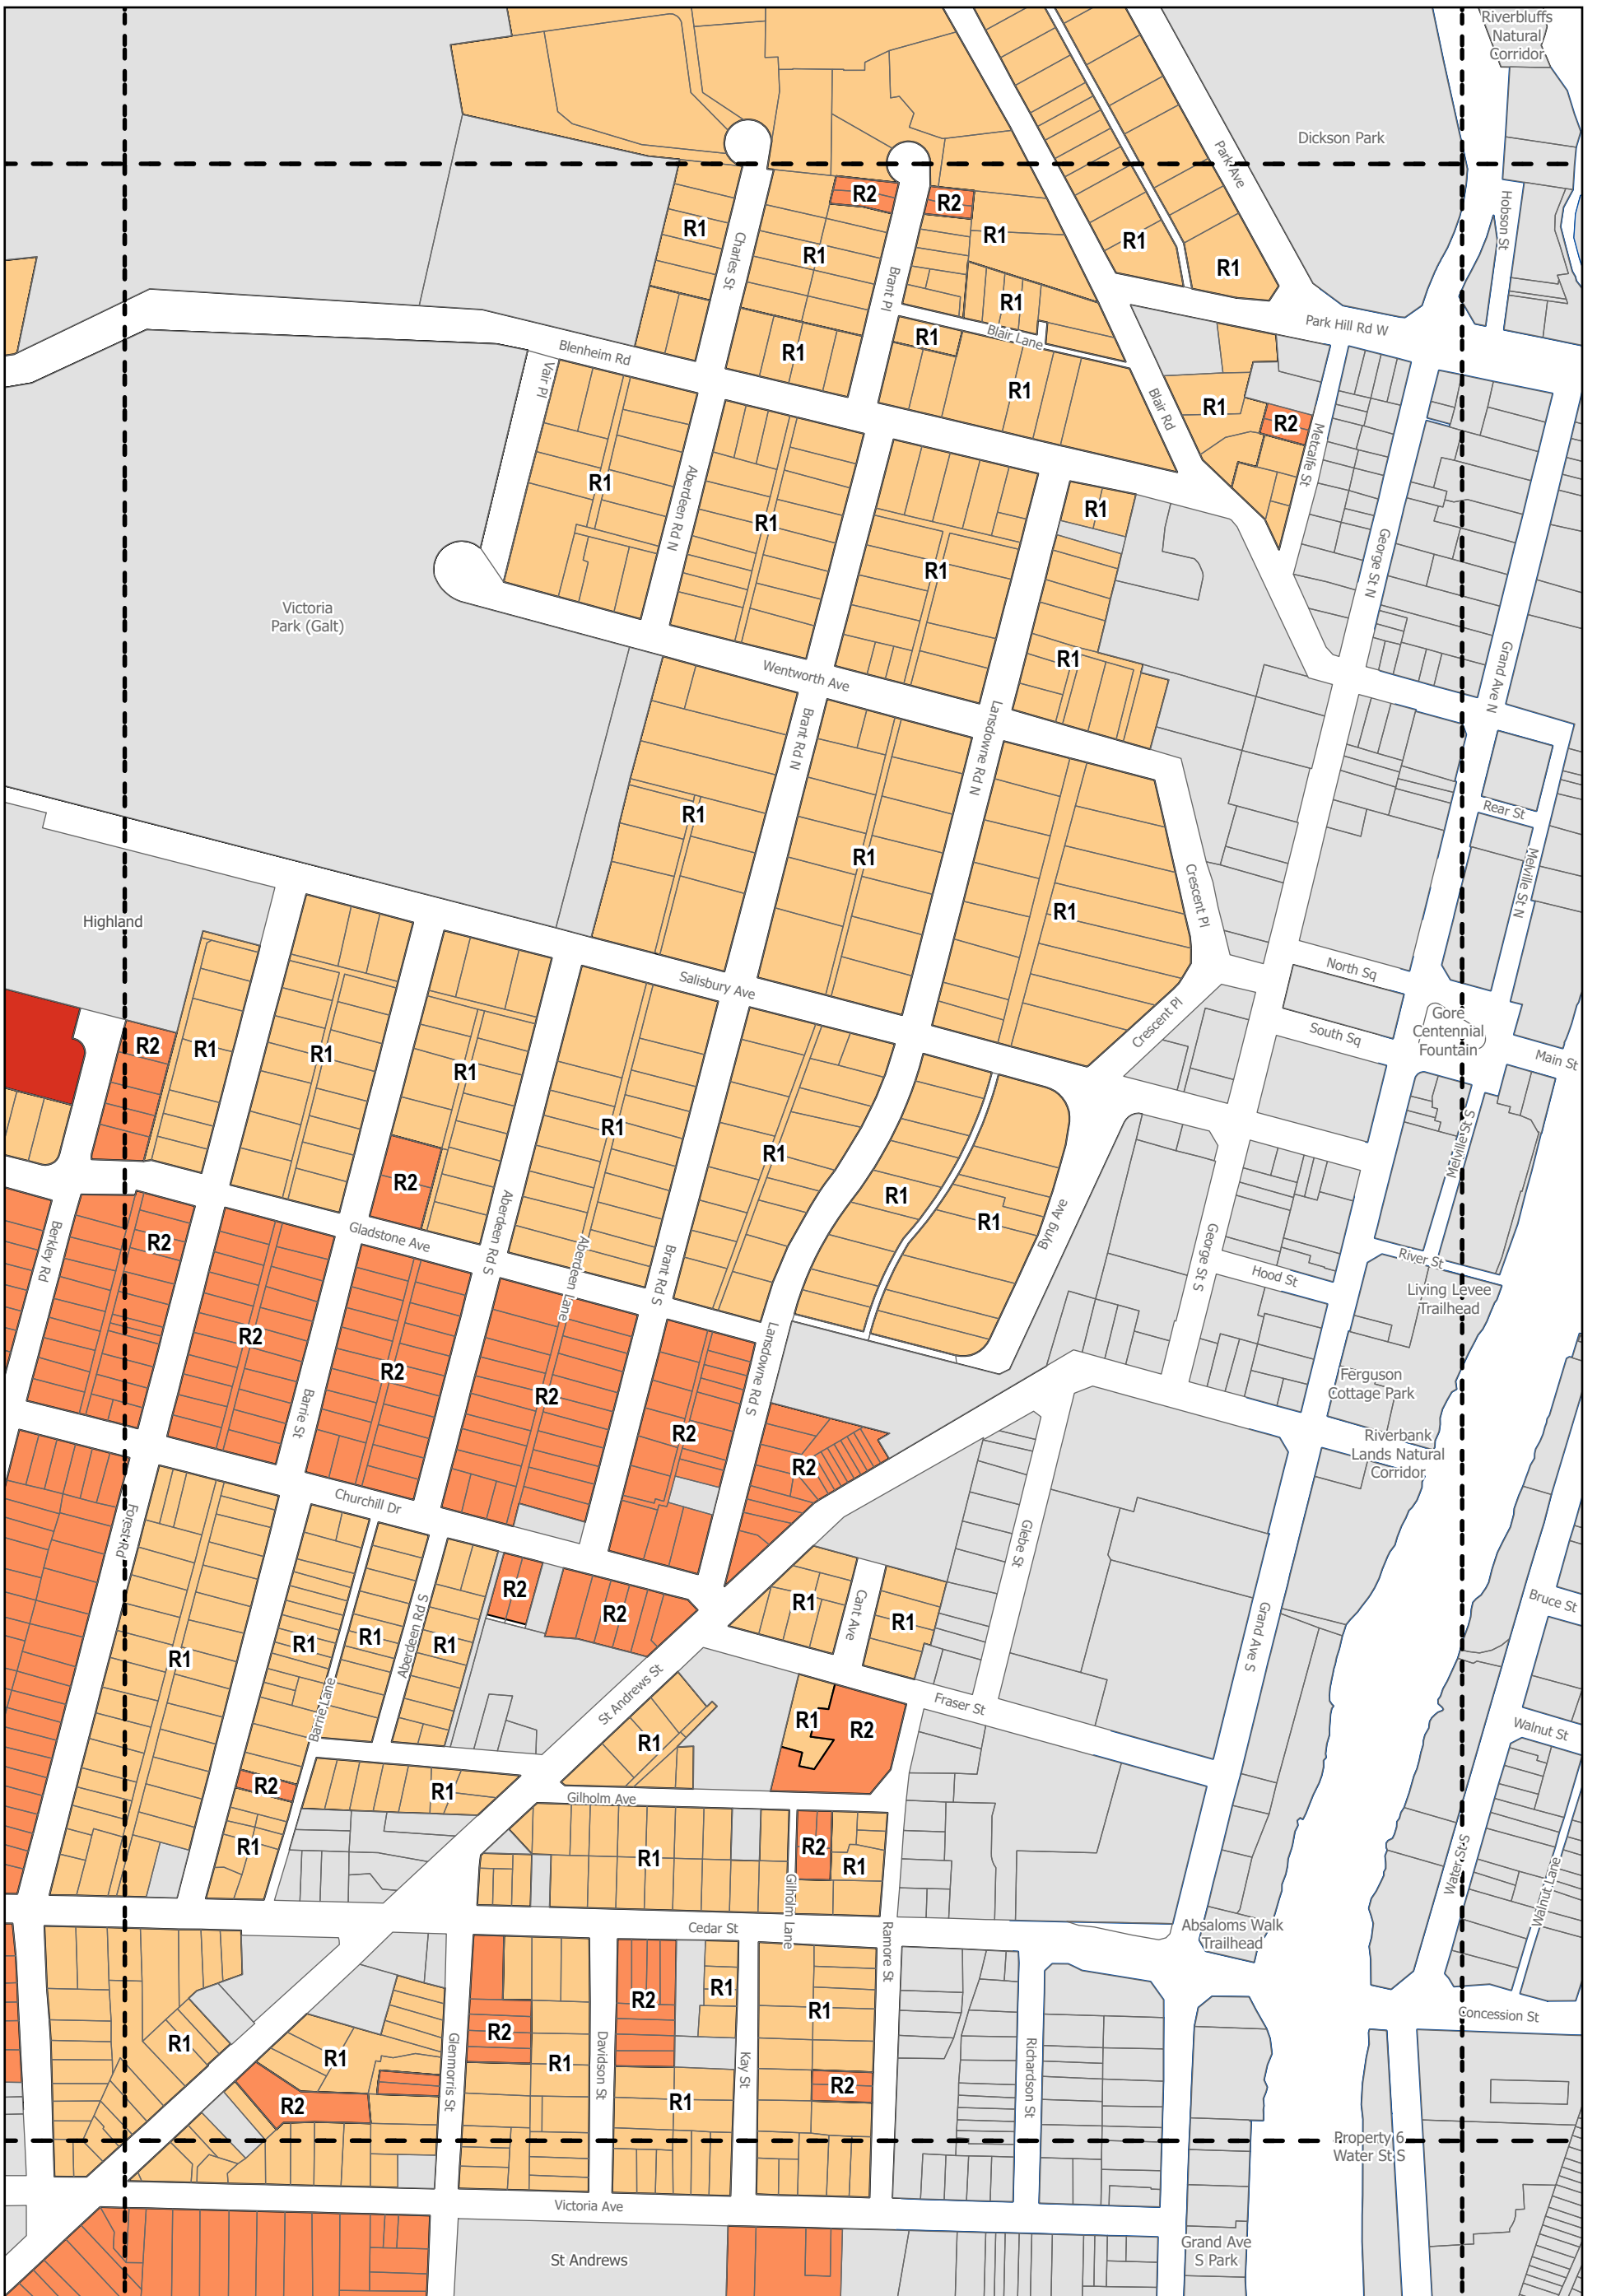 Riverbluffs
Natural
Corridor
Dickson Park
Park Ave
Hobson St
R2
R2
R1
R1
R1
R1
R1
Charles St
Brant Pl
R1
Park Hill Rd W
R1
Blair Lane
Blenheim Rd
R1
Vair Pl
R1
Blair Rd
R1
R2
Metcalfe St
R1
Aberdeen Rd N
R1
R1
George St N
R1
Victoria
Park (Galt)
R1
Wentworth Ave
Grand Ave N
Brant Rd N
Lansdowne Rd N
R1
Rear St
R1
Melville St N
Crescent Pl
R1
Highland
North Sq
Salisbury Ave
Crescent Pl
South Sq
Gore
Centennial
Fountain
Main St
R2
R1
R1
R1
R1
R1
Melville St S
R2
R1
R1
Byng Ave
Berkley Rd
R2
Gladstone Ave
Aberdeen Rd S
Aberdeen Lane
Brant Rd S
George St S
River St
Hood St
Living Levee
Trailhead
R2
R2
R2
Lansdowne Rd S
Ferguson
Cottage Park
Barrie St
R2
R2
Riverbank
Lands Natural
Corridor
Churchill Dr
Forest Rd
Glebe St
R2
R2
R1
Cant Ave
R1
Bruce St
Grand Ave S
R1
R1
R1
Aberdeen Rd S
R1
Barrie Lane
St Andrews St
Fraser St
R1
R1
R2
Walnut St
R2
R1
Gilholm Ave
R1
R1
R2
R1
Gilholm Lane
Water St S
Walnut Lane
Cedar St
Ramore St
Absaloms Walk
Trailhead
R1
R2
R1
Concession St
R1
R1
R2
R1
Glenmorris St
Davidson St
Kay St
Richardson St
R2
R1
R2
Property 6
Water St S
Victoria Ave
St Andrews
Grand Ave
S Park